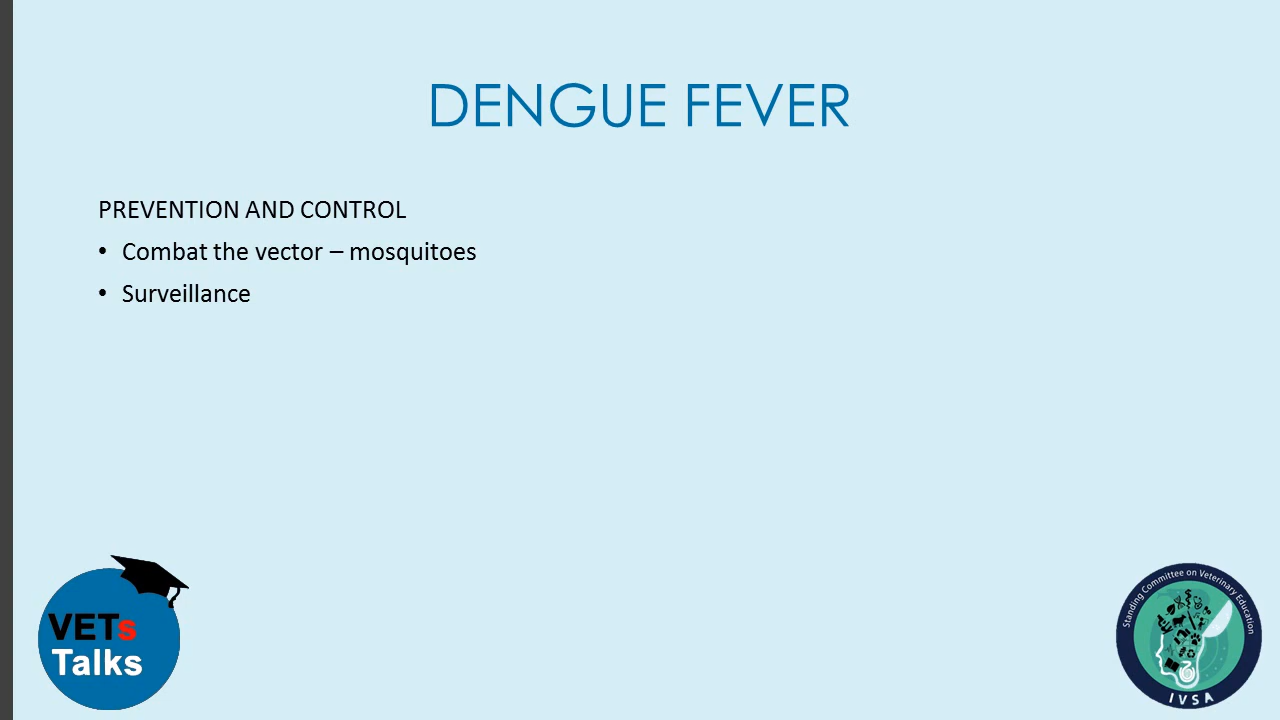 DENGUE FEVER
PREVENTION AND CONTROL
• Combat the vector – mosquitoes
• Surveillance
VETs
Talks
Standing Committee on Veterinary Education
IVSA